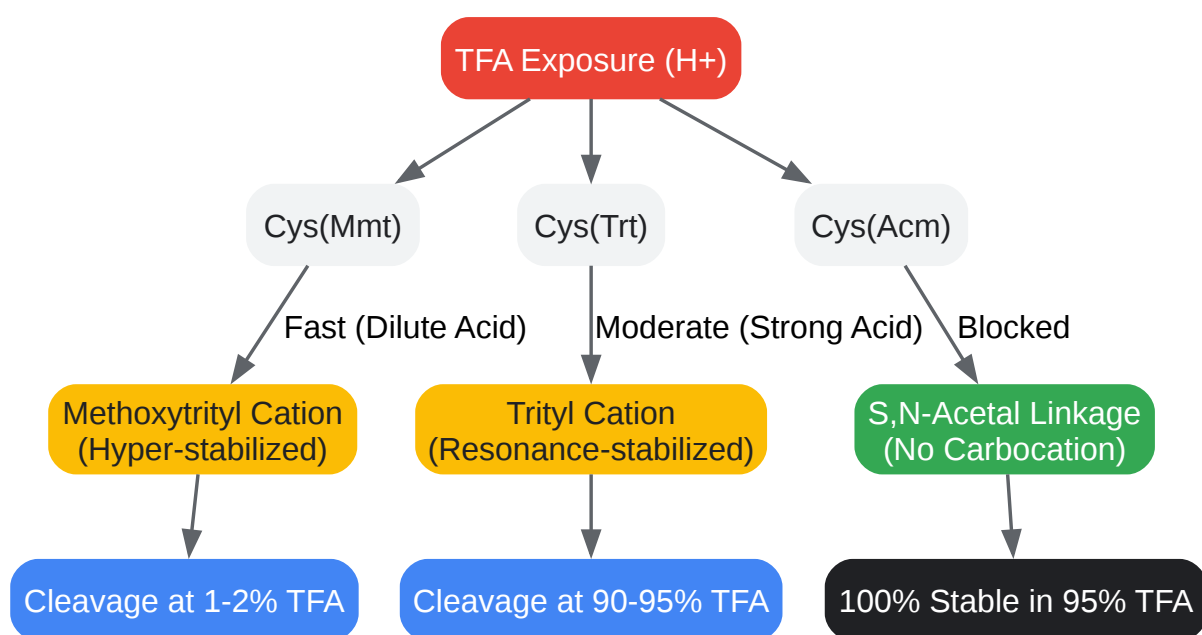 TFA Exposure (H+)
Cys(Mmt)
Cys(Trt)
Cys(Acm)
Fast (Dilute Acid)
Moderate (Strong Acid)
Blocked
Methoxytrityl Cation
(Hyper-stabilized)
Trityl Cation
(Resonance-stabilized)
S,N-Acetal Linkage
(No Carbocation)
Cleavage at 1-2% TFA
Cleavage at 90-95% TFA
100% Stable in 95% TFA